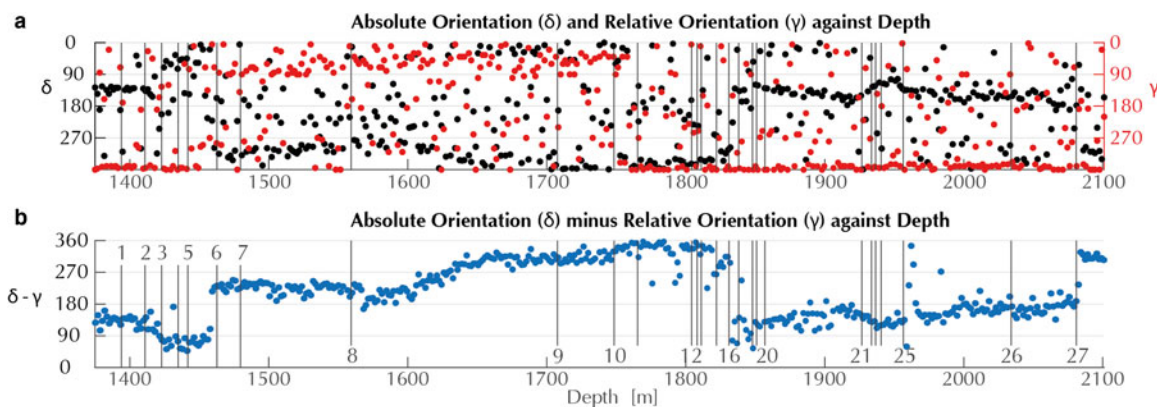 a
Absolute Orientation (δ) and Relative Orientation (γ) against Depth
0 0
90 90
δ γ
180 180
270 270
1400 1500 1600 1700 1800 1900 2000 2100
b
Absolute Orientation (δ) minus Relative Orientation (γ) against Depth
360
1 2 3 5 6 7
270
δ - γ
180
90
8 9 10 12 16 20 21 25 26 27
0
1400 1500 1600 1700 1800 1900 2000 2100
Depth [m]